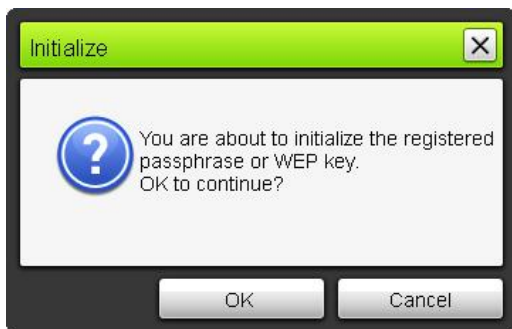 Initialize
You are about to initialize the registered
passphrase or WEP key.
OK to continue?
OK
Cancel